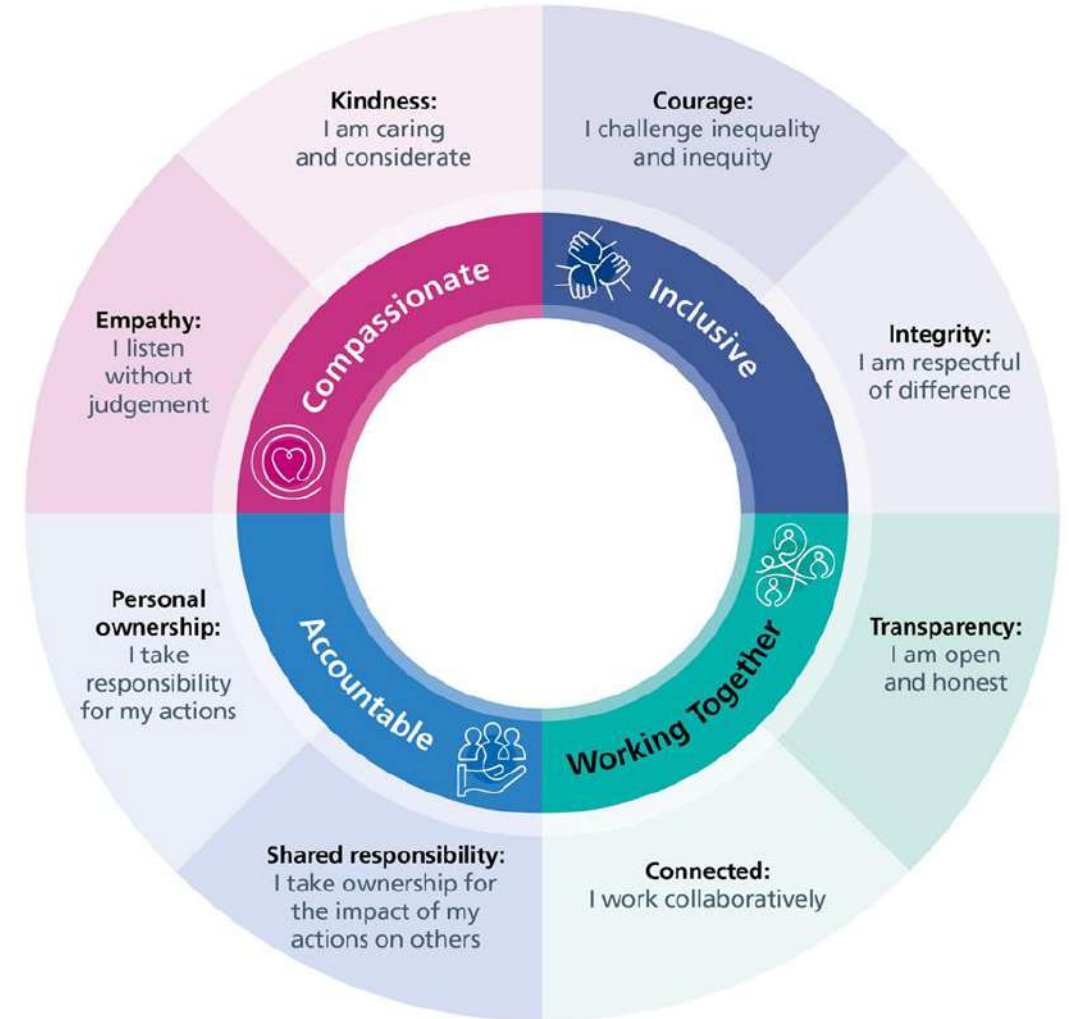 Kindness:
I am caring
and considerate
Courage:
I challenge inequality
and inequity
Integrity:
I am respectful
of difference
Transparency:
I am open
and honest
Connected:
I work collaboratively
Shared responsibility:
I take ownership for
the impact of my
actions on others
Personal
ownership:
I take
responsibility
for my actions
Empathy:
I listen
without
judgement
Compassionate
Inclusive
Working Together
Accountable